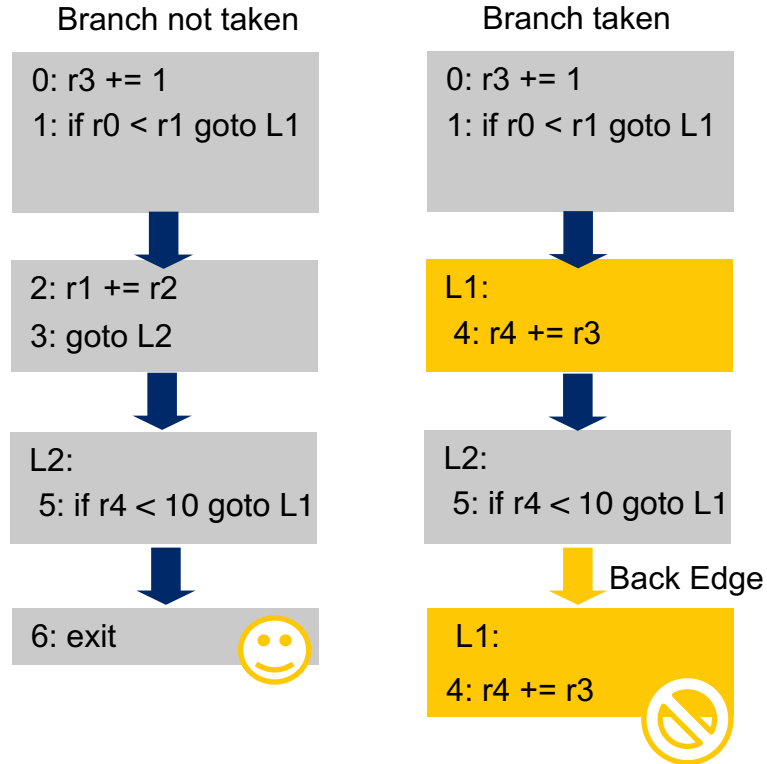 Branch not taken
0: r3 += 1
1: if r0 < r1 goto L1
2: r1 += r2
3: goto L2
L2:
5: if r4 < 10 goto L1
6: exit
Branch taken
0: r3 += 1
1: if r0 < r1 goto L1
L1:
4: r4 += r3
L2:
5: if r4 < 10 goto L1
Back Edge
L1:
4: r4 += r3